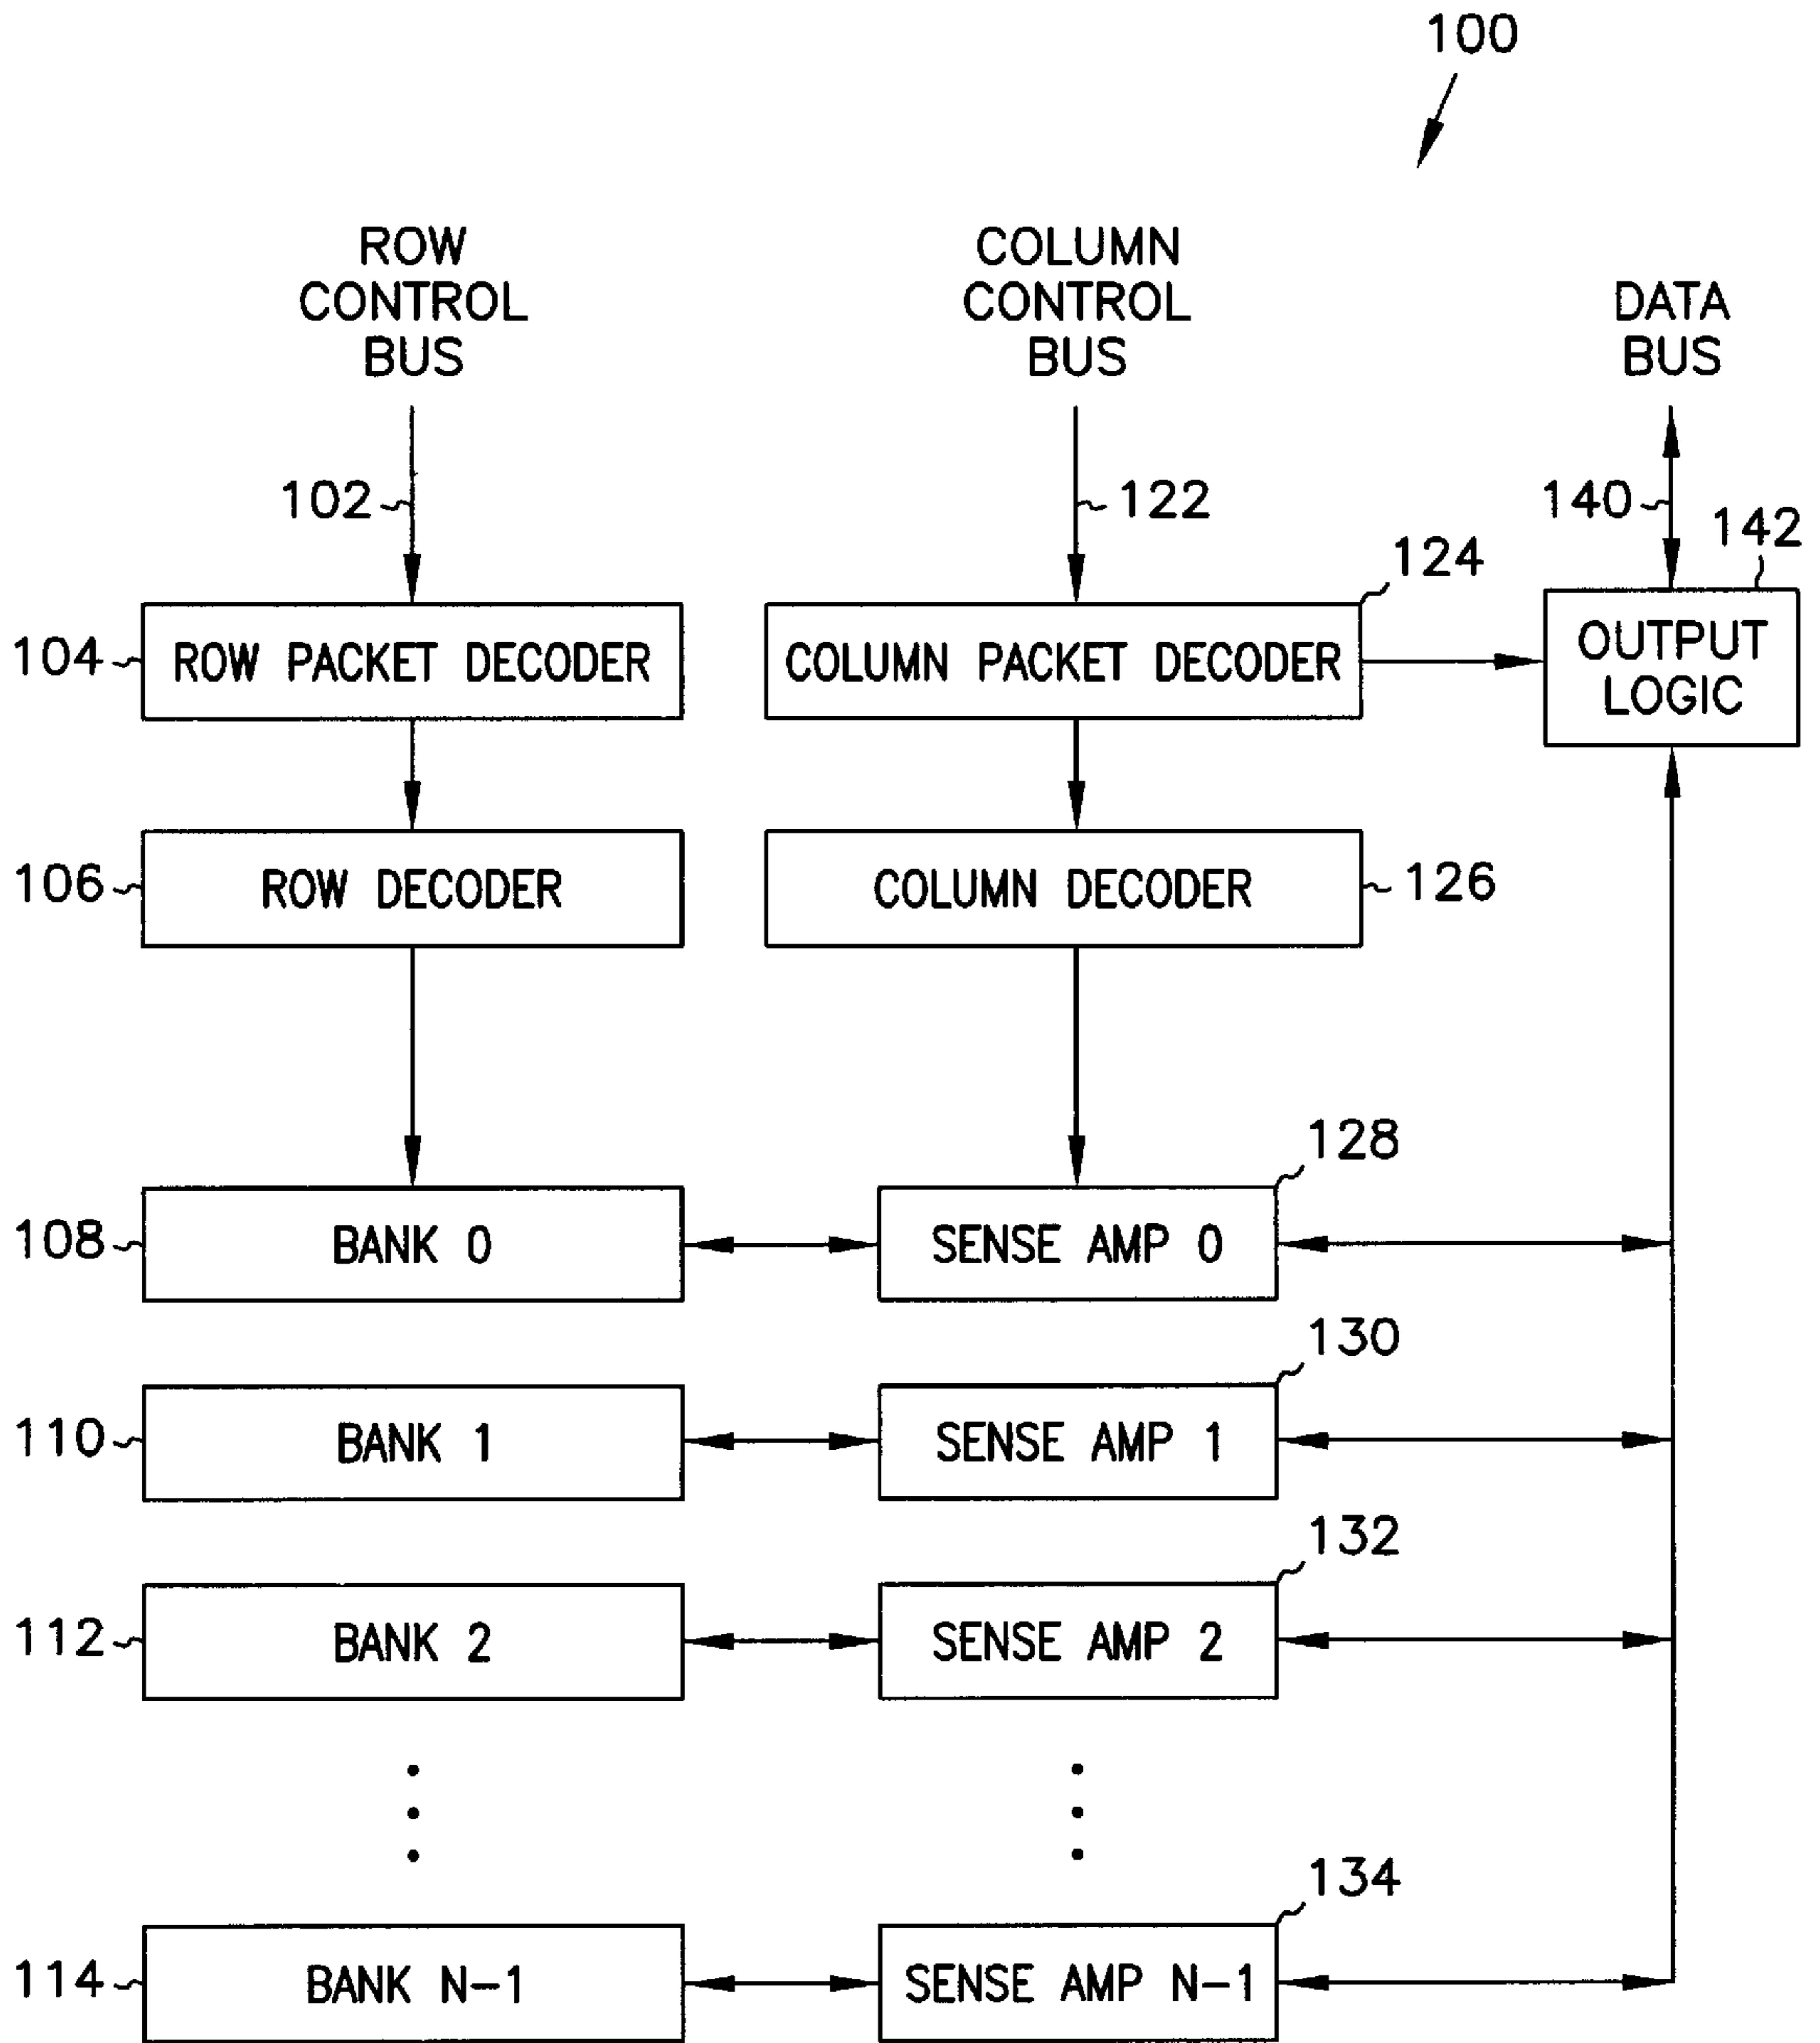 100
ROW
CONTROL
BUS
COLUMN
CONTROL
BUS
DATA
BUS
102
122
140
142
124
104
ROW PACKET DECODER
COLUMN PACKET DECODER
OUTPUT
LOGIC
106
ROW DECODER
COLUMN DECODER
126
128
108
BANK 0
SENSE AMP 0
130
110
BANK 1
SENSE AMP 1
132
112
BANK 2
SENSE AMP 2
134
114
BANK N-1
SENSE AMP N-1